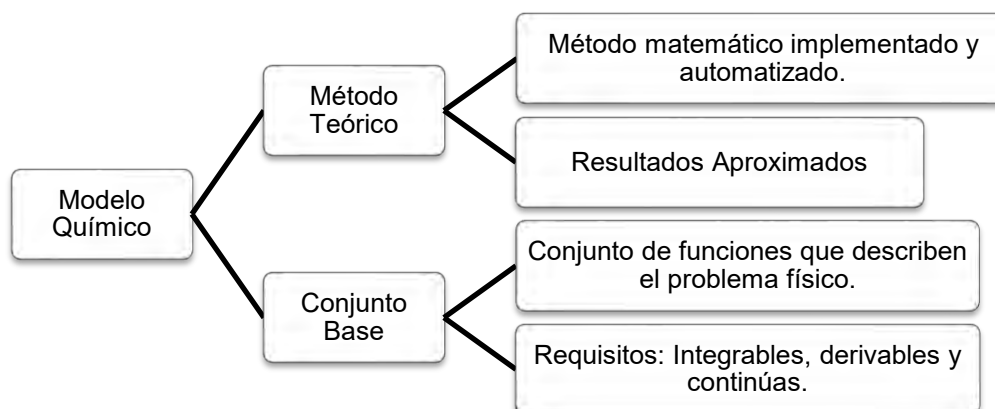 Modelo
Químico
Método
Teórico
Método matemático implementado y
automatizado.
Resultados Aproximados
Conjunto
Base
Conjunto de funciones que describen
el problema físico.
Requisitos: Integrables, derivables y
continúas.